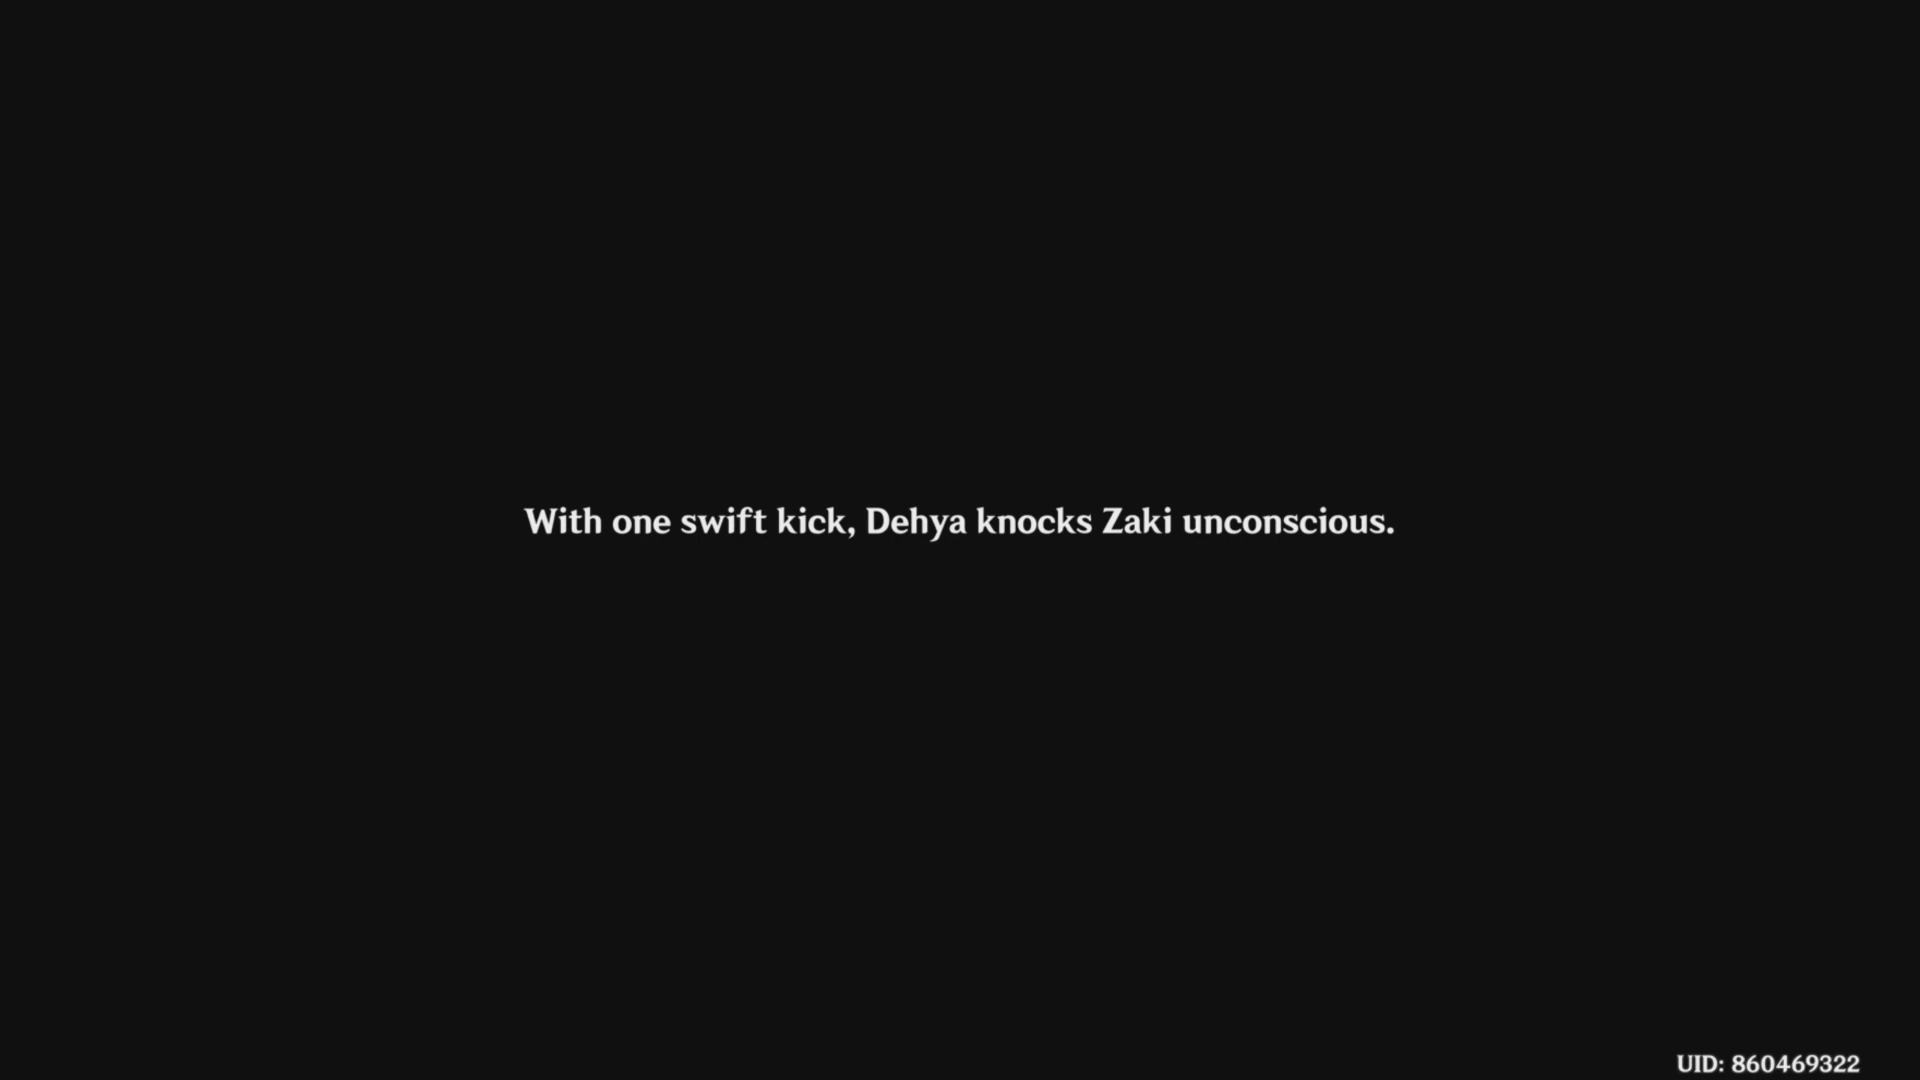 With one swift kick, Dehya knocks Zaki unconscious.
UID: 860469322